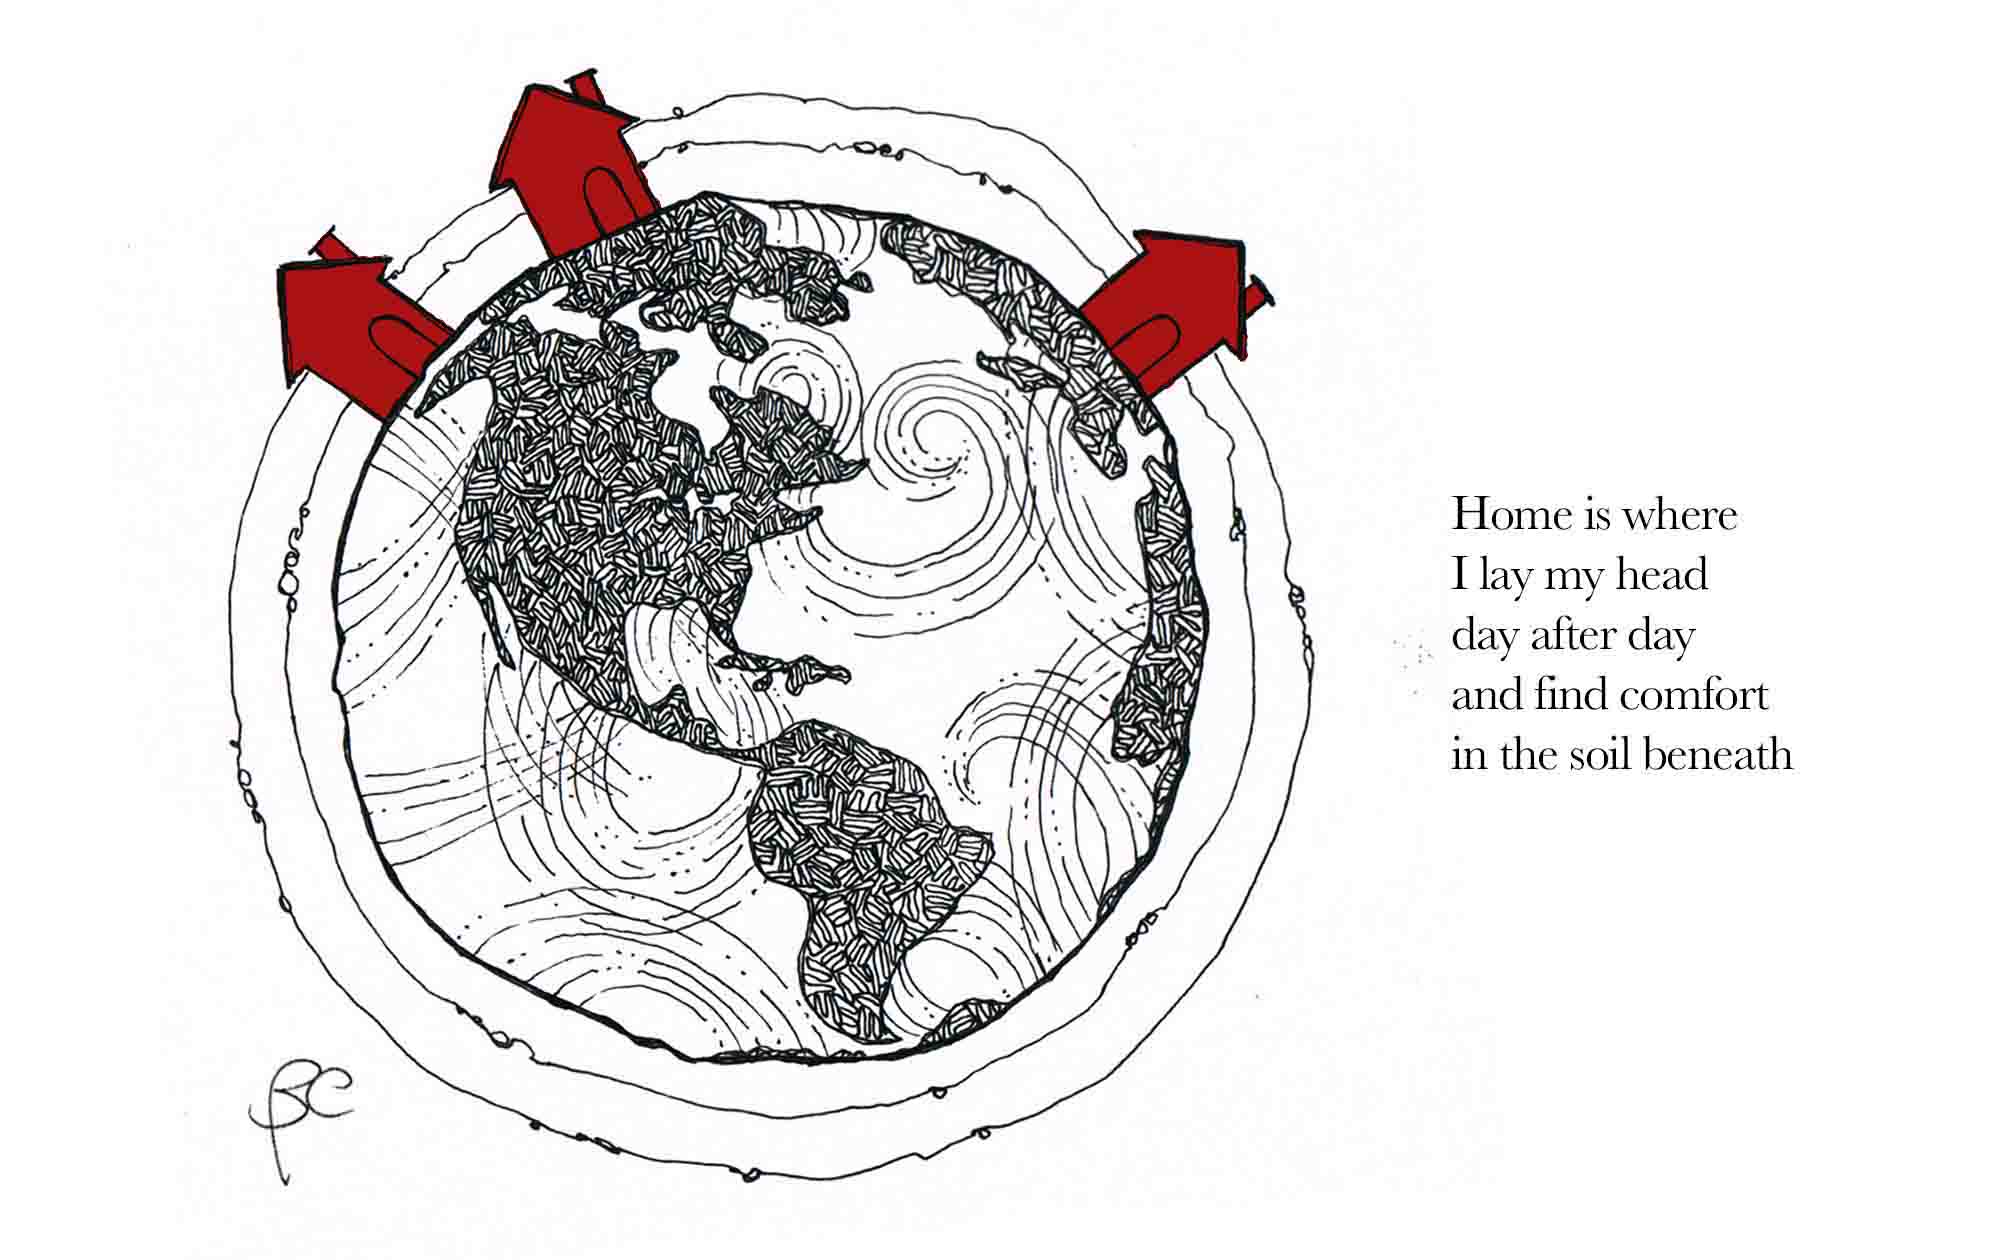 Home is where
I lay my head
day after day
and find comfort
in the soil beneath
BC